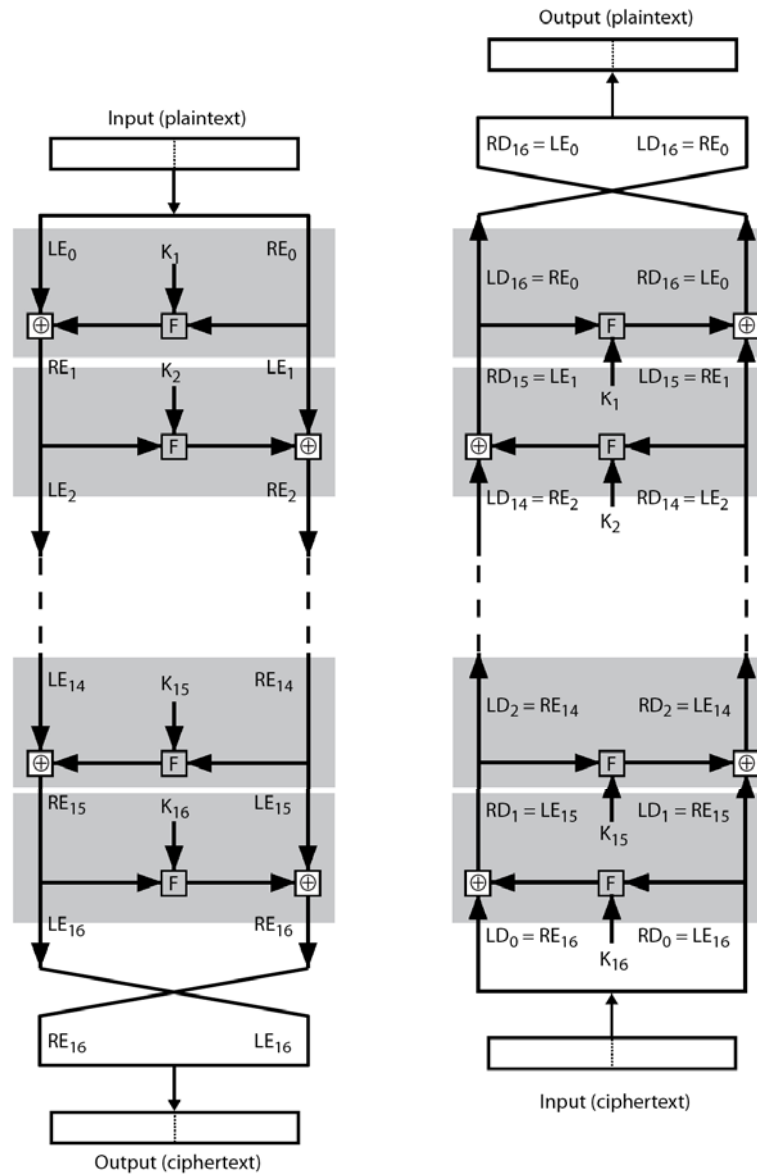 Input (plaintext)
LE0
K1
RE0
F
⊕
RE1
K2
LE1
F
⊕
LE2
RE2
LE14
K15
RE14
F
⊕
RE15
K16
LE15
F
⊕
LE16
RE16
RE16
LE16
Output (ciphertext)
Output (plaintext)
RD16 = LE0
LD16 = RE0
LD16 = RE0
RD16 = LE0
F
⊕
RD15 = LE1
K1
LD15 = RE1
⊕
F
LD14 = RE2
K2
RD14 = LE2
LD2 = RE14
RD2 = LE14
F
⊕
RD1 = LE15
K15
LD1 = RE15
⊕
F
LD0 = RE16
K16
RD0 = LE16
Input (ciphertext)